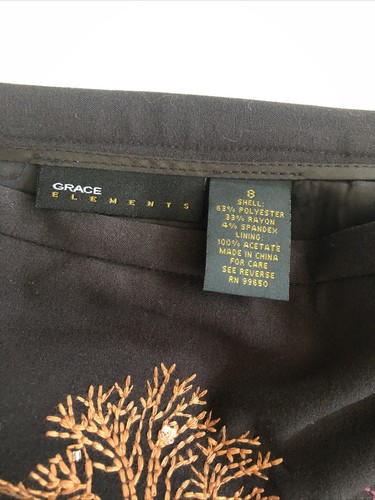 GRACE
ELEMENTS
8
SHELL:
63% POLYESTER
33% RAYON
4% SPANDEX
LINING:
100% ACETATE
MADE IN CHINA
FOR CARE
SEE REVERSE
RN 99650